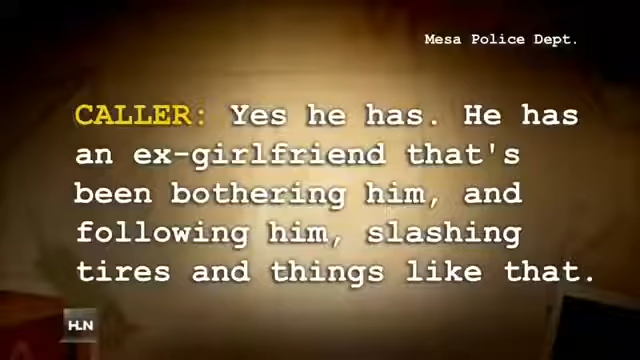 Mesa Police Dept.
CALLER: Yes he has. He has
an ex-girlfriend that's
been bothering him, and
following him, slashing
tires and things like that.
HLN